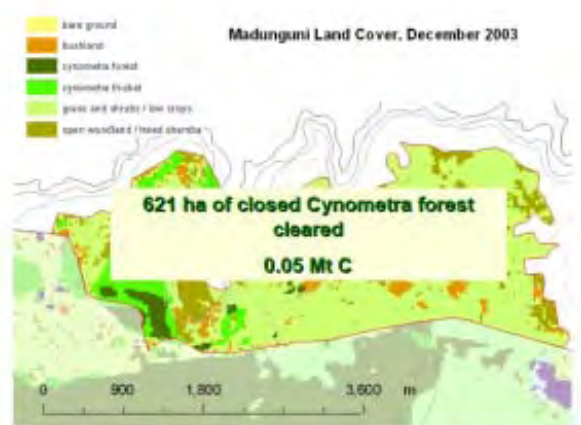 Madunguni Land Cover, December 2003
bare ground
bushland
cynometra forest
cynometra thicket
grass and shrubs / low crops
open woodland / treed shamba
621 ha of closed Cynometra forest
cleared
0.05 Mt C
0 900 1,800 3,600 m